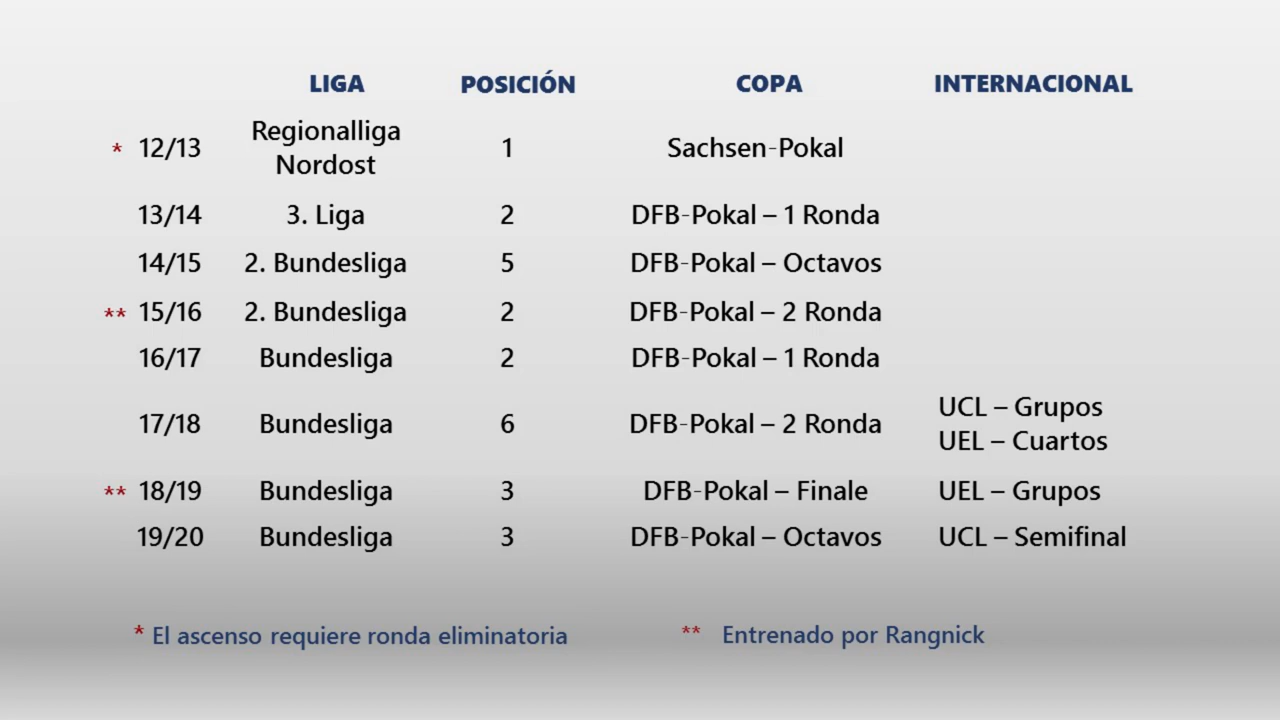 LIGA POSICIÓN COPA INTERNACIONAL
* 12/13 Regionalliga Nordost 1 Sachsen-Pokal
13/14 3. Liga 2 DFB-Pokal – 1 Ronda
14/15 2. Bundesliga 5 DFB-Pokal – Octavos
** 15/16 2. Bundesliga 2 DFB-Pokal – 2 Ronda
16/17 Bundesliga 2 DFB-Pokal – 1 Ronda
17/18 Bundesliga 6 DFB-Pokal – 2 Ronda UCL – Grupos
UEL – Cuartos
** 18/19 Bundesliga 3 DFB-Pokal – Finale UEL – Grupos
19/20 Bundesliga 3 DFB-Pokal – Octavos UCL – Semifinal
* El ascenso requiere ronda eliminatoria ** Entrenado por Rangnick